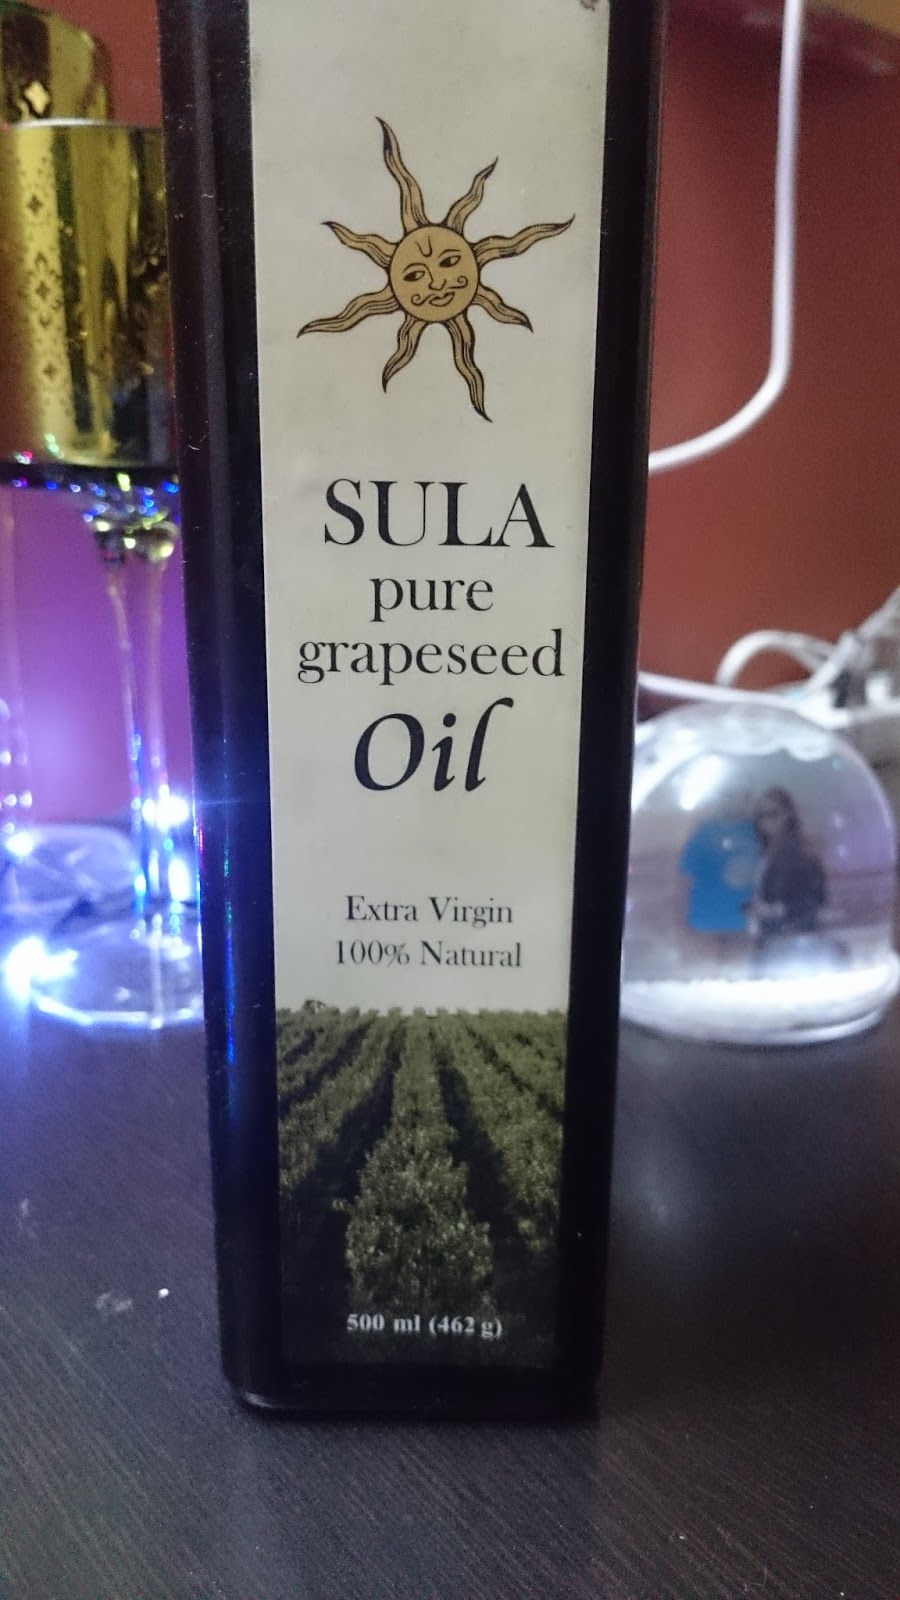 SULA
pure
grapeseed
Oil
Extra Virgin
100% Natural
500 ml (462 g)